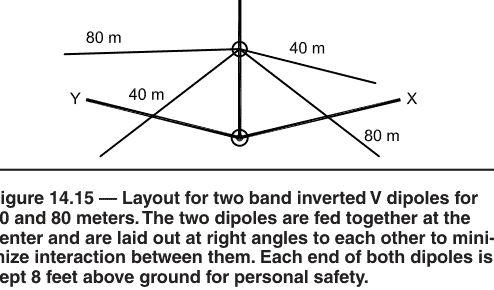 80 m
40 m
Y
40 m
X
80 m
igure 14.15 — Layout for two band inverted V dipoles for
0 and 80 meters. The two dipoles are fed together at the
enter and are laid out at right angles to each other to mini-
mize interaction between them. Each end of both dipoles is
ept 8 feet above ground for personal safety.